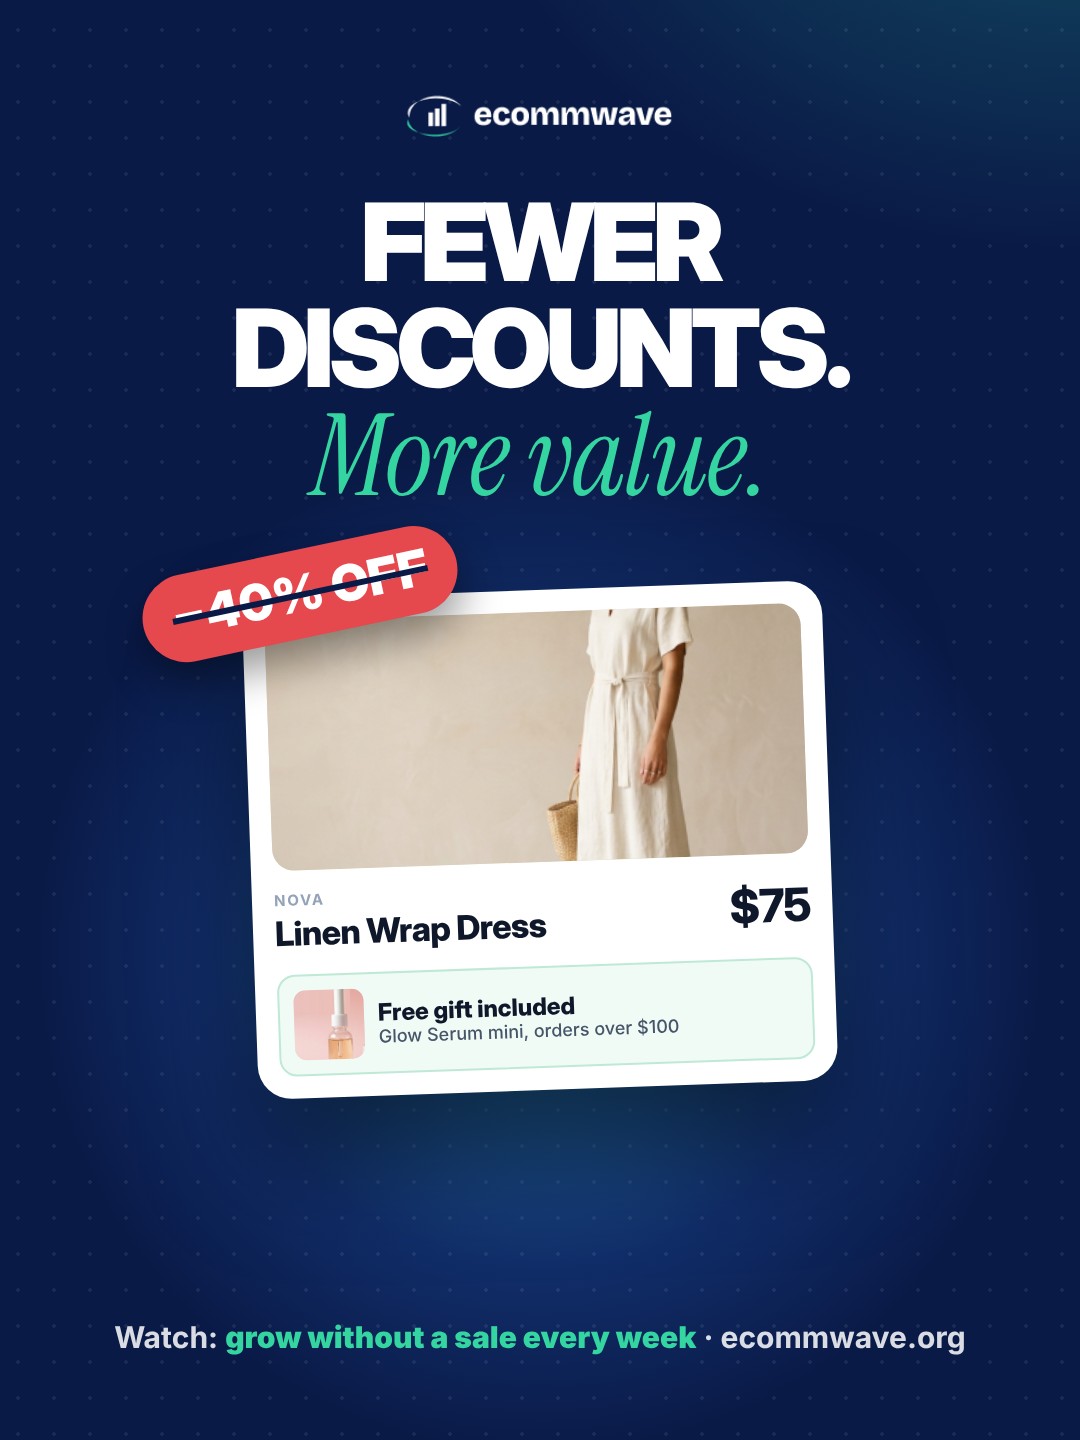 ecommwave
FEWER
DISCOUNTS.
More value.
–40% OFF
NOVA
Linen Wrap Dress
$75
Free gift included
Glow Serum mini, orders over $100
Watch: grow without a sale every week · ecommwave.org